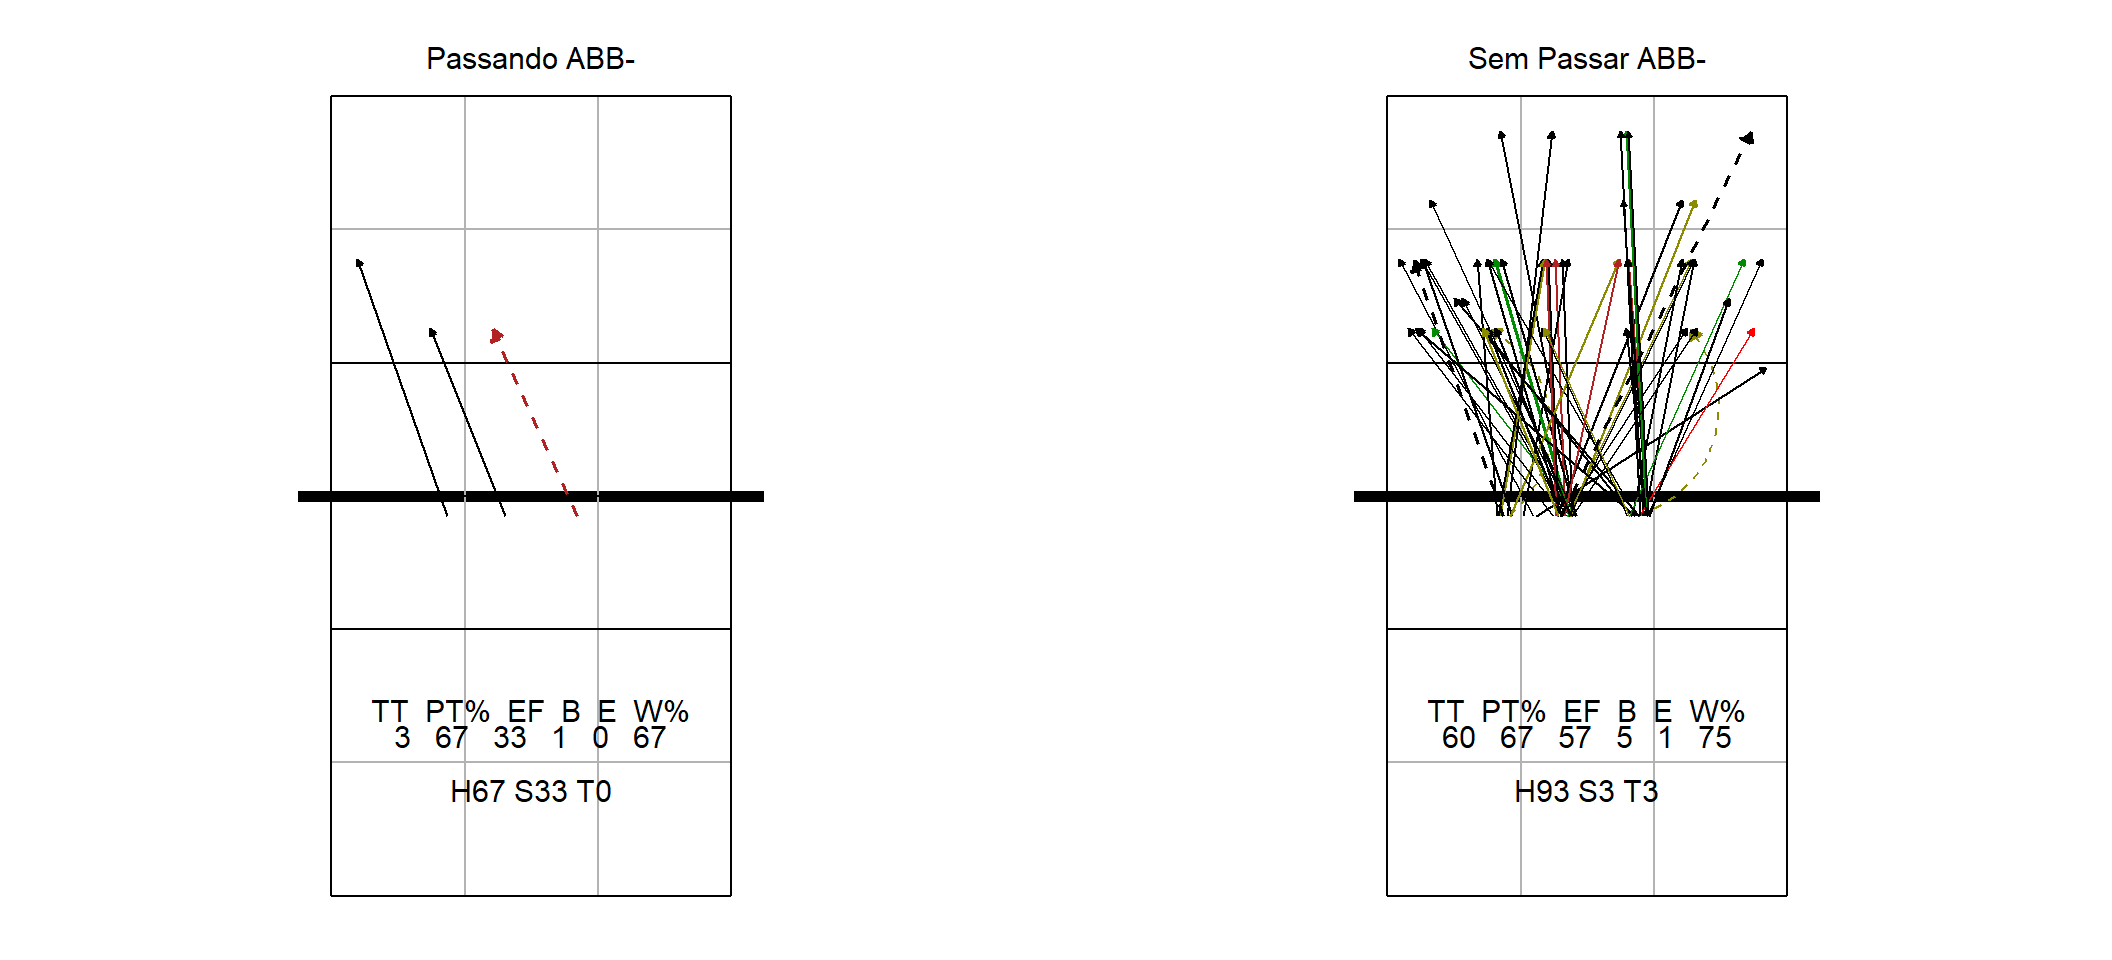 Passando ABB-
TT PT% EF B E W%
3 67 33 1 0 67
H67 S33 T0
Sem Passar ABB-
TT PT% EF B E W%
60 67 57 5 1 75
H93 S3 T3